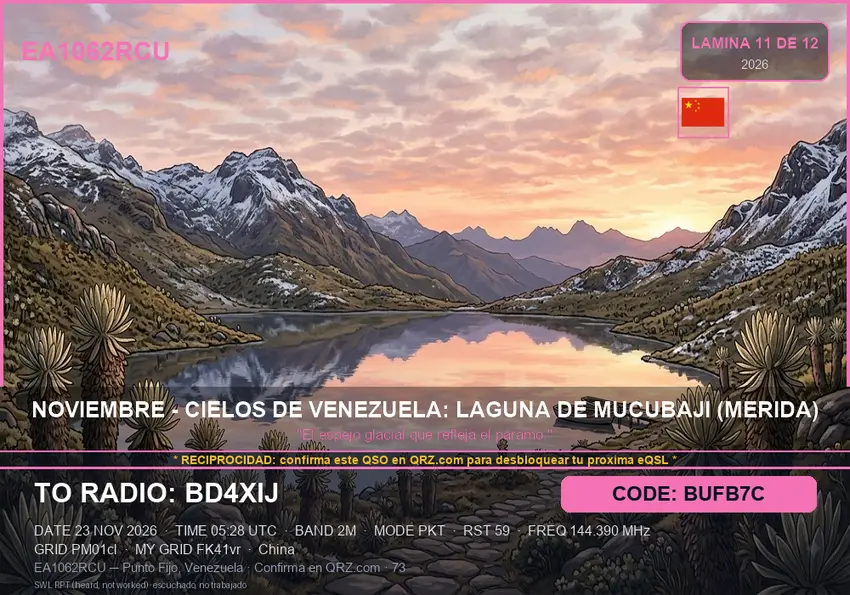 EA1062RCU
LAMINA 11 DE 12
2026
NOVIEMBRE - CIELOS DE VENEZUELA: LAGUNA DE MUCUBAJI (MERIDA)
"El espejo glacial que refleja el paramo."
* RECIPROCIDAD: confirma este QSO en QRZ.com para desbloquear tu proxima eQSL *
TO RADIO: BD4XIJ
CODE: BUFB7C
DATE 23 NOV 2026 · TIME 05:28 UTC · BAND 2M · MODE PKT · RST 59 · FREQ 144.390 MHz
GRID PM01cl · MY GRID FK41vr · China
EA1062RCU — Punto Fijo, Venezuela · Confirma en QRZ.com · 73
SWL RPT (heard, not worked) · escuchado, no trabajado